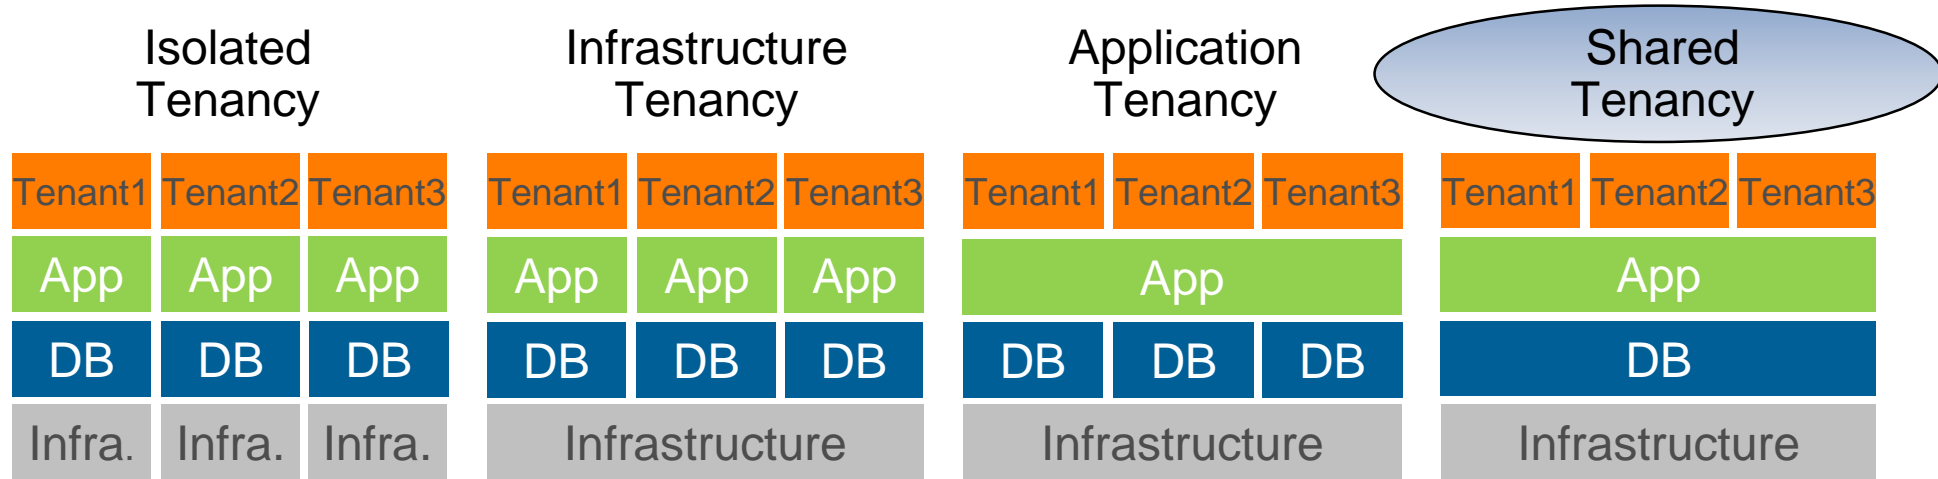 Isolated
Tenancy
Infrastructure
Tenancy
Application
Tenancy
Shared
Tenancy
Tenant1 Tenant2 Tenant3 Tenant1 Tenant2 Tenant3 Tenant1 Tenant2 Tenant3 Tenant1 Tenant2 Tenant3
App App App App App App App App
DB DB DB DB DB DB DB DB DB DB
Infra. Infra. Infra. Infrastructure Infrastructure Infrastructure